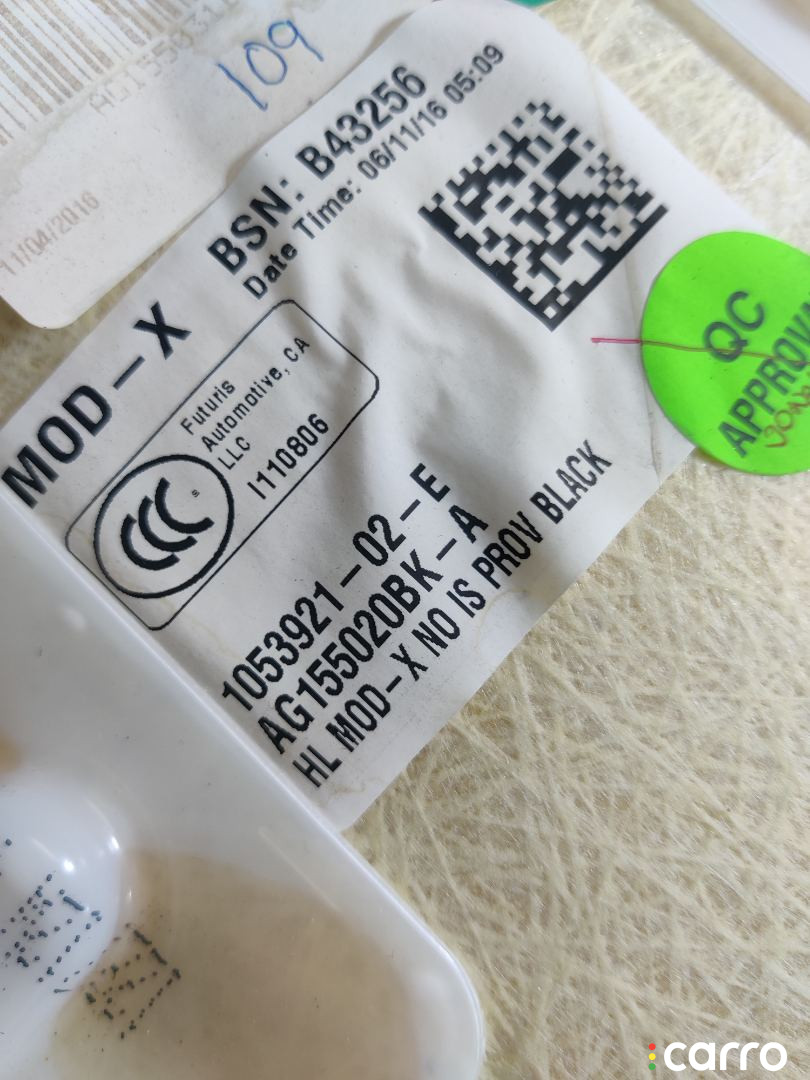 109
11/04/2016
BSN: B43256
Date Time: 06/11/16 05:09
MOD-X
Futuris
Automotive, CA
LLC
I110806
CCC
S
1053921-02-E
AG155020BK-A
HL MOD-X NO IS PROV BLACK
QC
carro